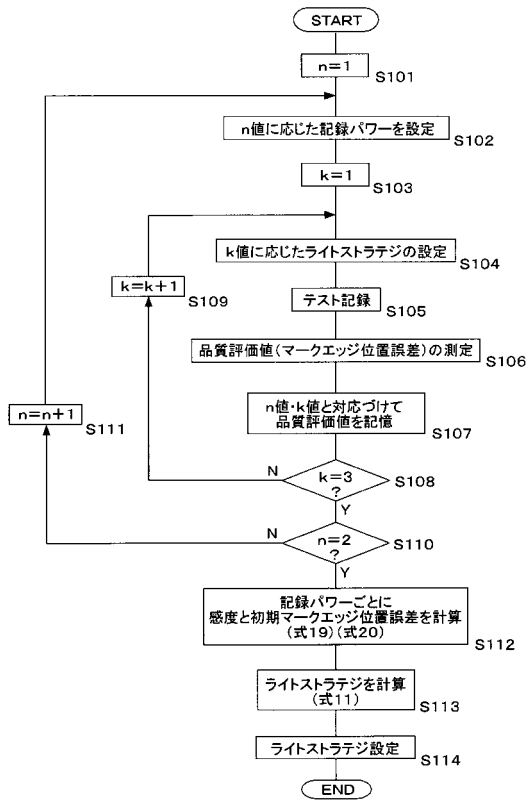 START
n=1
S101
n値に応じた記録パワーを設定
S102
k=1
S103
k値に応じたライトストラテジの設定
S104
k=k+1
S109
テスト記録
S105
品質評価値(マークエッジ位置誤差)の測定
S106
n=n+1
S111
n値・k値と対応づけて
品質評価値を記憶
S107
N
k=3
?
S108
Y
N
n=2
?
S110
Y
記録パワーごとに
感度と初期マークエッジ位置誤差を計算
(式19)(式20)
S112
ライトストラテジを計算
(式11)
S113
ライトストラテジ設定
S114
END